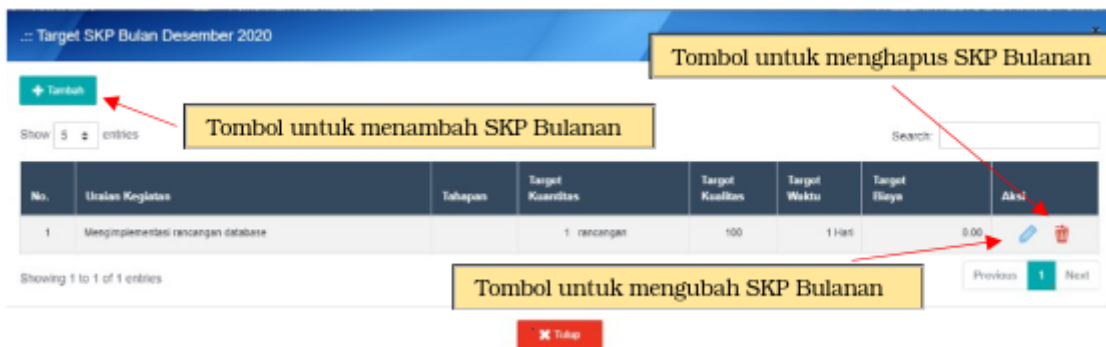 .:: Target SKP Bulan Desember 2020
x
Tombol untuk menghapus SKP Bulanan
+ Tambah
Tombol untuk menambah SKP Bulanan
Show 5 entries
Search:
No. Uraian Kegiatan Tahapan Target Kuantitas Target Kualitas Target Waktu Target Biaya Aksi
1 Mengimplementasi rancangan database 1 rancangan 100 1 Hari 0.00
Showing 1 to 1 of 1 entries
Previous 1 Next
Tombol untuk mengubah SKP Bulanan
Tutup